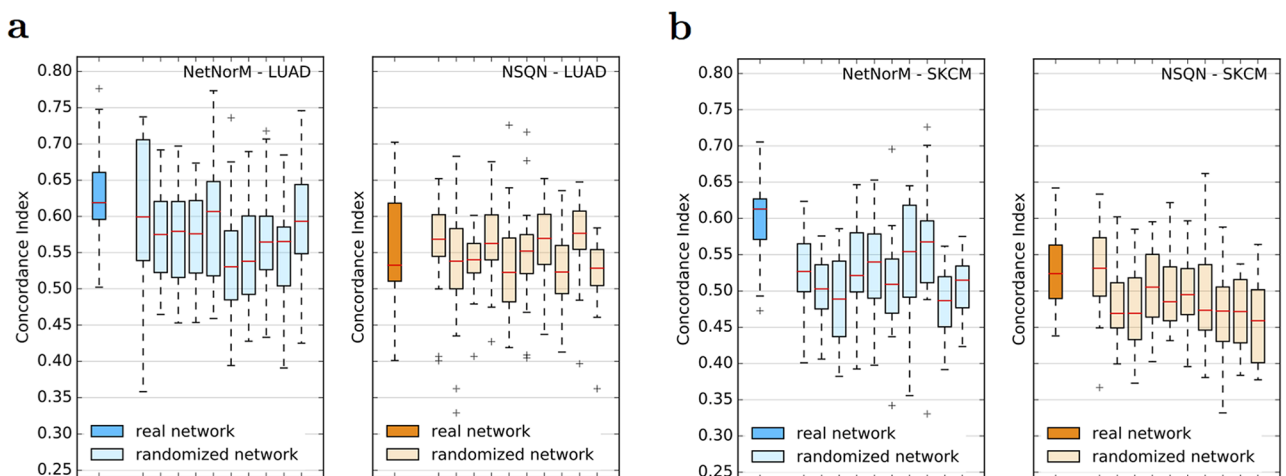 a
b
NetNorM - LUAD
NSQN - LUAD
NetNorM - SKCM
NSQN - SKCM
Concordance Index
0.80
0.75
0.70
0.65
0.60
0.55
0.50
0.45
0.40
0.35
0.30
0.25
real network
randomized network
Concordance Index
real network
randomized network
Concordance Index
0.80
0.75
0.70
0.65
0.60
0.55
0.50
0.45
0.40
0.35
0.30
0.25
real network
randomized network
Concordance Index
real network
randomized network